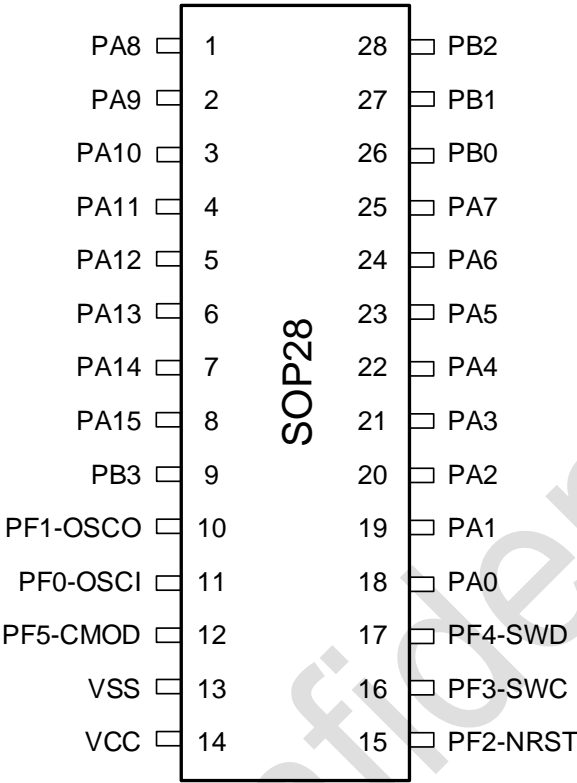 PA8 1 28 PB2
PA9 2 27 PB1
PA10 3 26 PB0
PA11 4 25 PA7
PA12 5 24 PA6
PA13 6 23 PA5
PA14 7 22 PA4
PA15 8 21 PA3
SOP28
PB3 9 20 PA2
PF1-OSCO 10 19 PA1
PF0-OSCI 11 18 PA0
PF5-CMOD 12 17 PF4-SWD
VSS 13 16 PF3-SWC
VCC 14 15 PF2-NRST